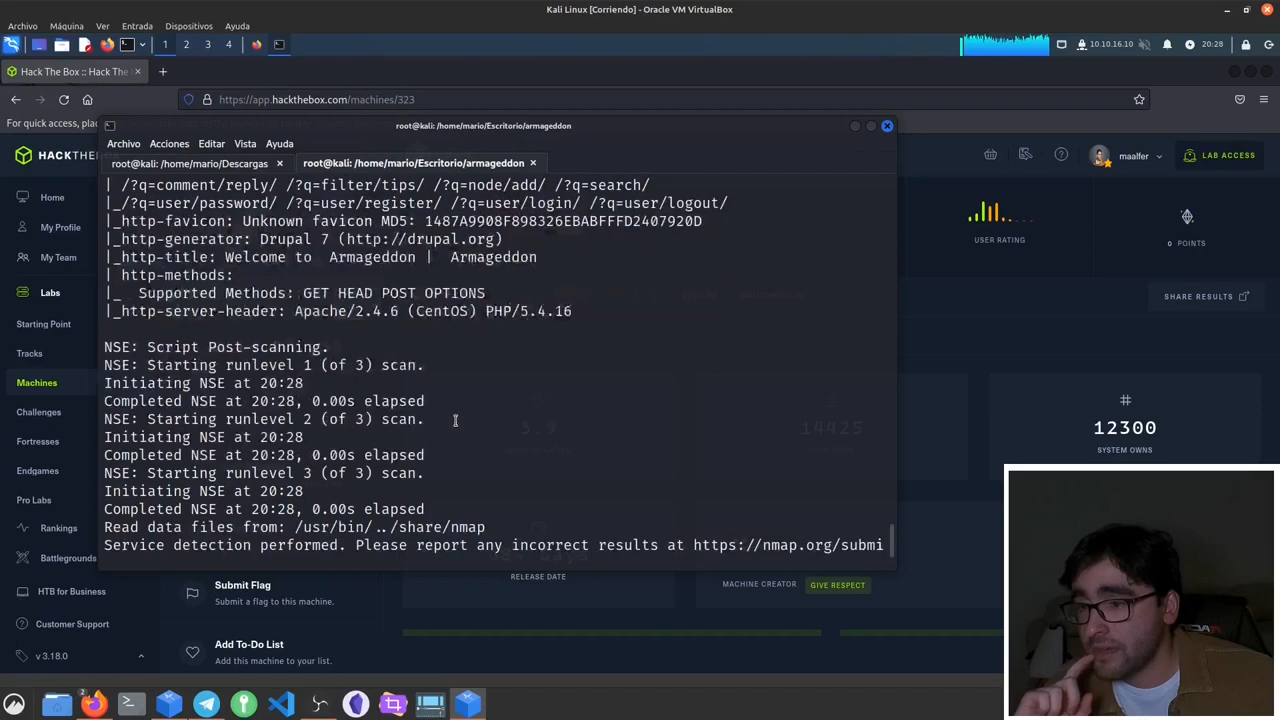 Kali Linux [Corriendo] - Oracle VM VirtualBox
Archivo Máquina Ver Entrada Dispositivos Ayuda
1 2 3 4
10.10.16.10
20:28
Hack The Box :: Hack The
https://app.hackthebox.com/machines/323
For quick access, plac
root@kali: /home/mario/Escritorio/armageddon
Archivo Acciones Editar Vista Ayuda
root@kali: /home/mario/Descargas
root@kali: /home/mario/Escritorio/armageddon
| /?q=comment/reply/ /?q=filter/tips/ /?q=node/add/ /?q=search/
|_/?q=user/password/ /?q=user/register/ /?q=user/login/ /?q=user/logout/
|_http-favicon: Unknown favicon MD5: 1487A9908F898326EBABFFFD2407920D
|_http-generator: Drupal 7 (http://drupal.org)
|_http-title: Welcome to  Armageddon |  Armageddon
| http-methods:
|_  Supported Methods: GET HEAD POST OPTIONS
|_http-server-header: Apache/2.4.6 (CentOS) PHP/5.4.16
NSE: Script Post-scanning.
NSE: Starting runlevel 1 (of 3) scan.
Initiating NSE at 20:28
Completed NSE at 20:28, 0.00s elapsed
NSE: Starting runlevel 2 (of 3) scan.
Initiating NSE at 20:28
Completed NSE at 20:28, 0.00s elapsed
NSE: Starting runlevel 3 (of 3) scan.
Initiating NSE at 20:28
Completed NSE at 20:28, 0.00s elapsed
Read data files from: /usr/bin/../share/nmap
Service detection performed. Please report any incorrect results at https://nmap.org/submi
HACKTHE
Home
My Profile
My Team
Labs
Starting Point
Tracks
Machines
Challenges
Fortresses
Endgames
Pro Labs
Rankings
Battlegrounds
HTB for Business
Customer Support
v 3.18.0
maalfer
LAB ACCESS
USER RATING
0 POINTS
SHARE RESULTS
5.9
14425
12300
SYSTEM OWNS
RELEASE DATE
MACHINE CREATOR
GIVE RESPECT
Submit Flag
Submit a flag to this machine.
Add To-Do List
Add this machine to your list.
2